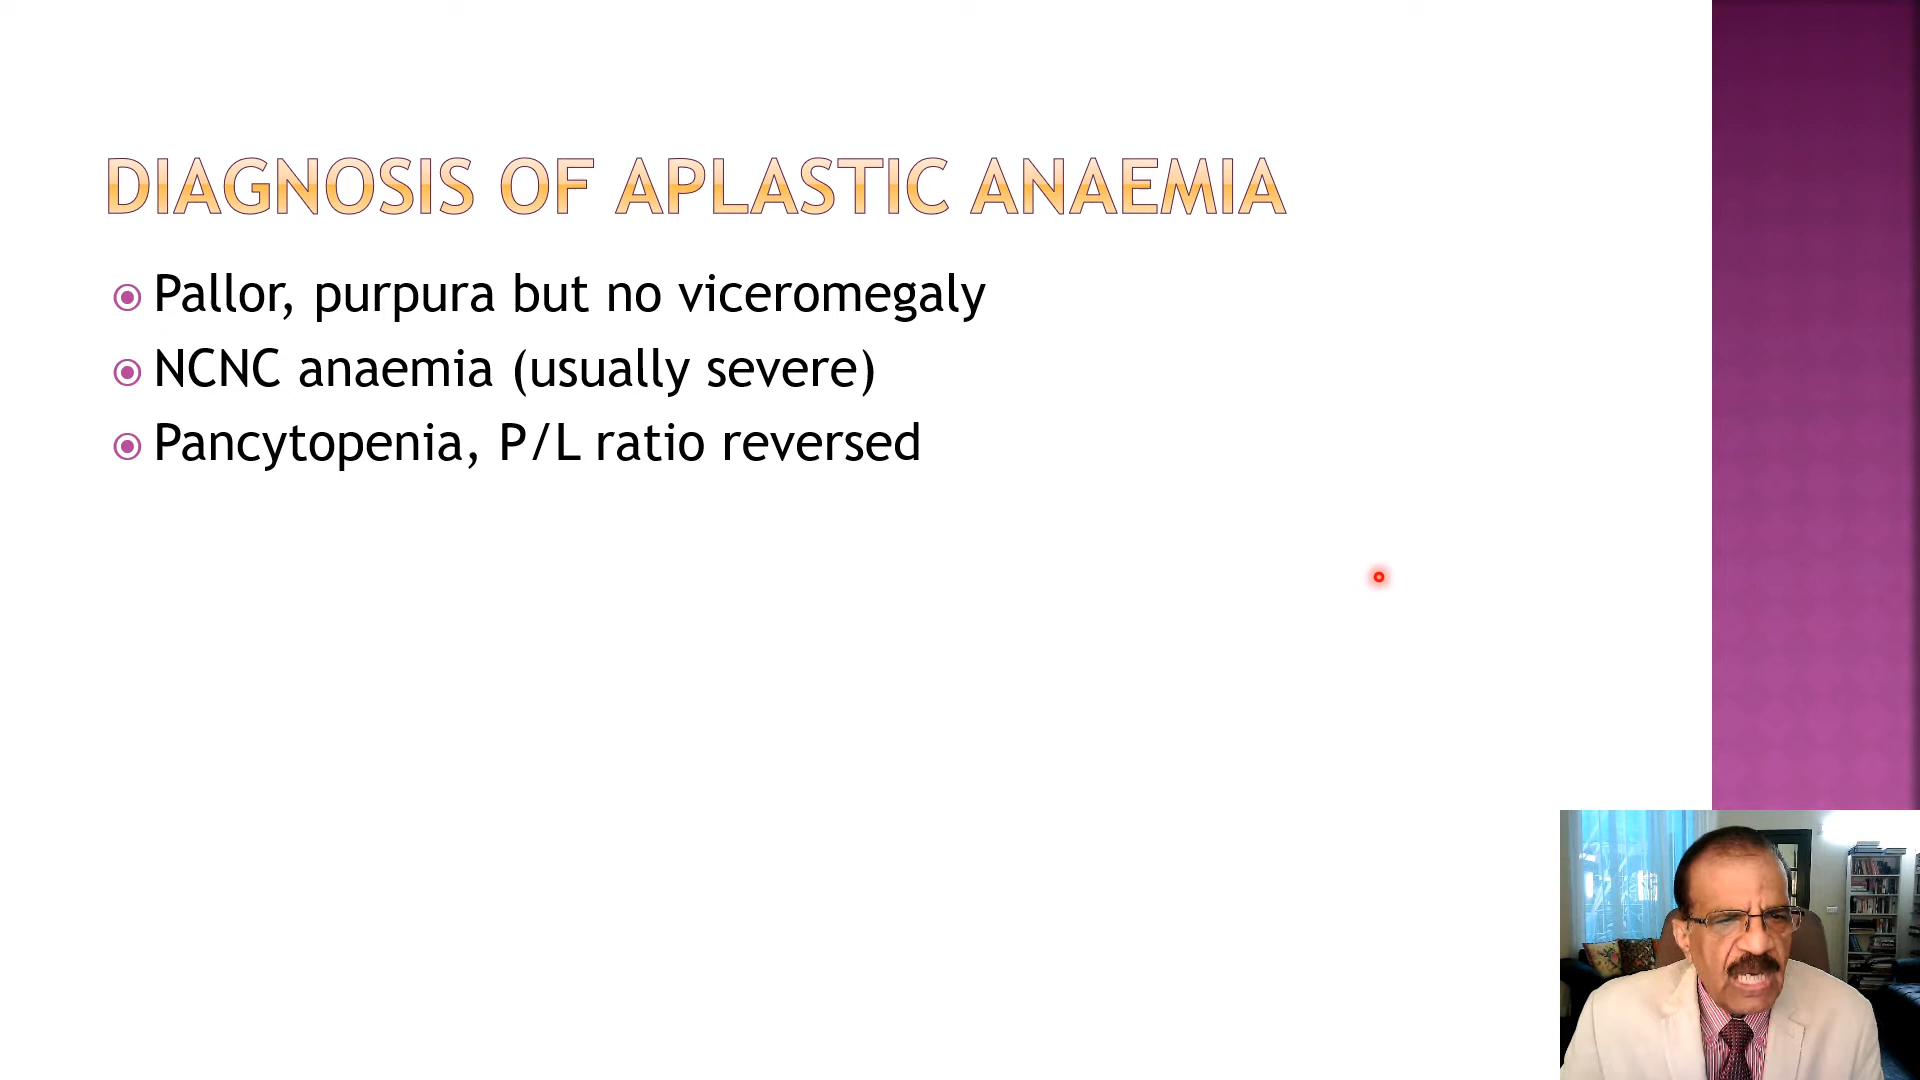 DIAGNOSIS OF APLASTIC ANAEMIA
Pallor, purpura but no viceromegaly
NCNC anaemia (usually severe)
Pancytopenia, P/L ratio reversed